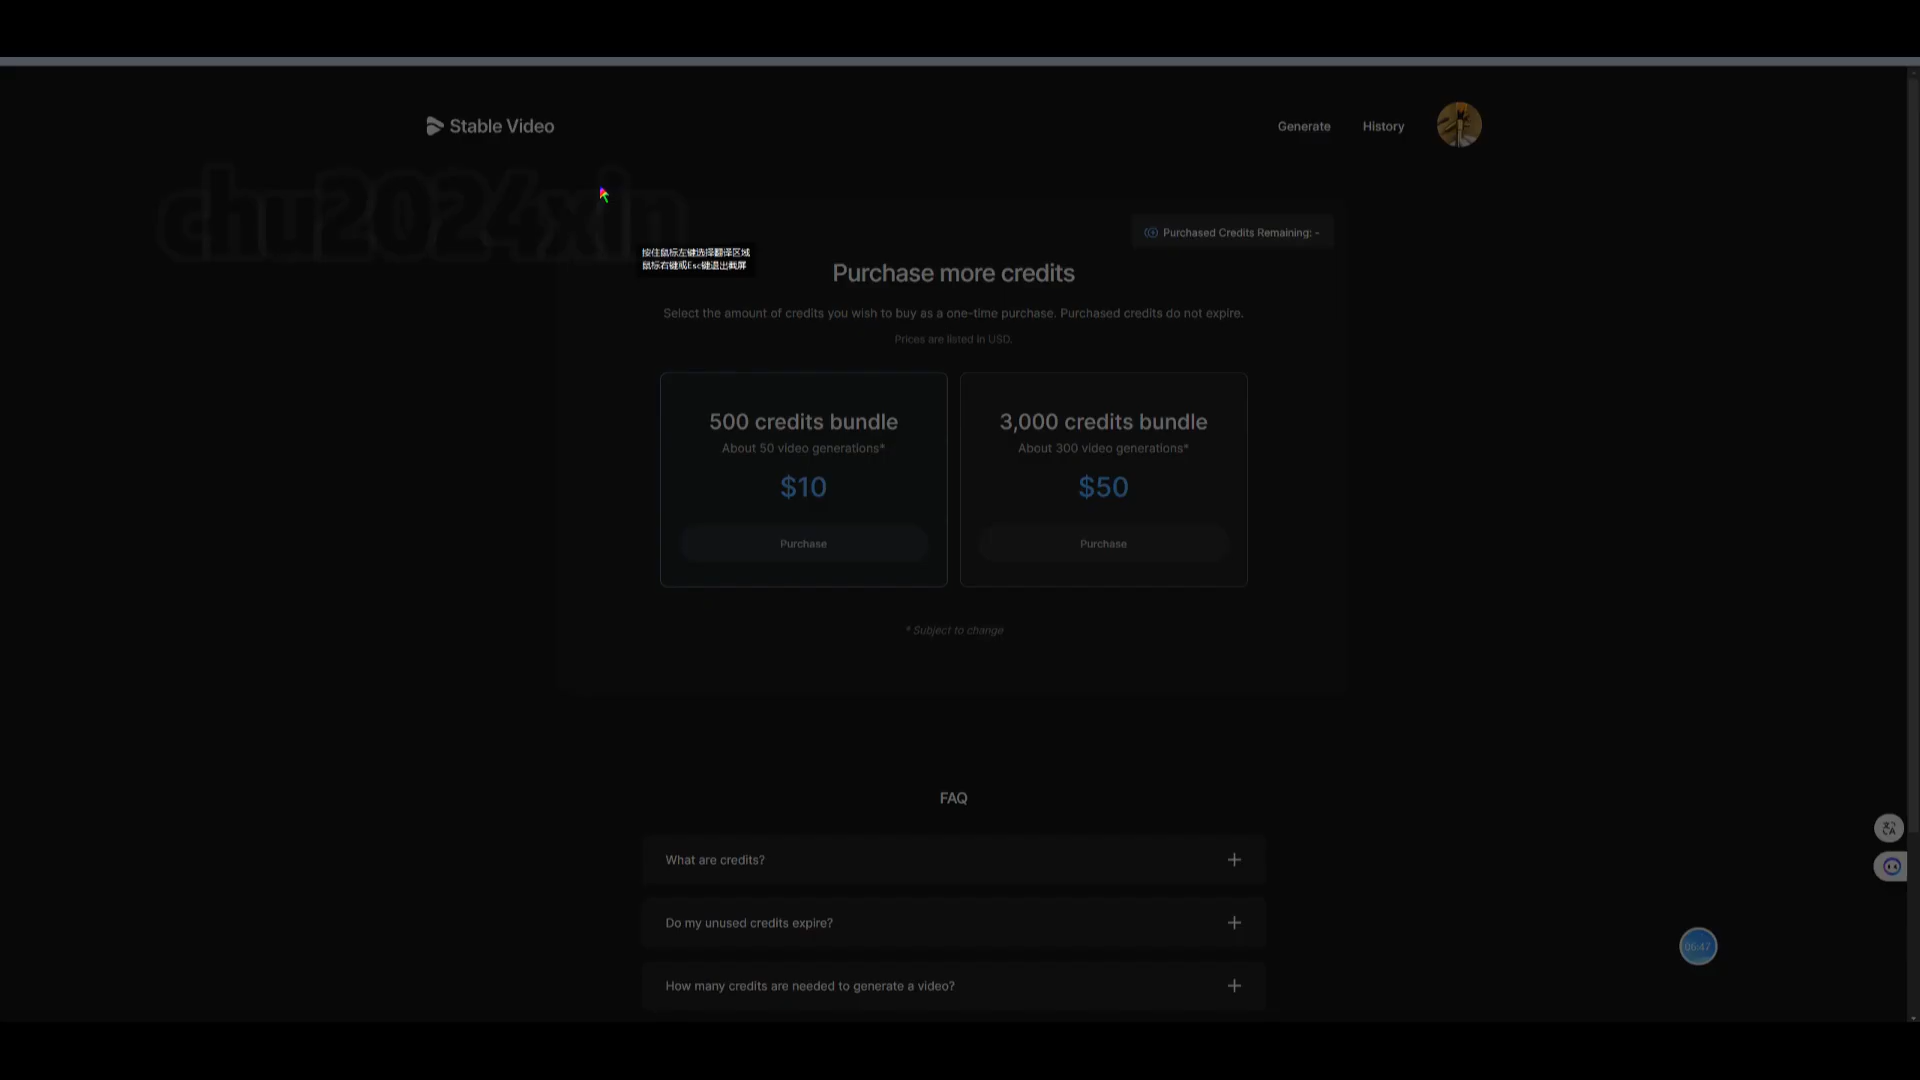 Stable Video
Generate
History
chu2024xin
Purchased Credits Remaining: -
按住鼠标左键选择翻译区域
鼠标右键或Esc键退出截屏
Purchase more credits
Select the amount of credits you wish to buy as a one-time purchase. Purchased credits do not expire.
Prices are listed in USD.
500 credits bundle
About 50 video generations*
$10
Purchase
3,000 credits bundle
About 300 video generations*
$50
Purchase
* Subject to change
FAQ
What are credits?
Do my unused credits expire?
How many credits are needed to generate a video?
06:47